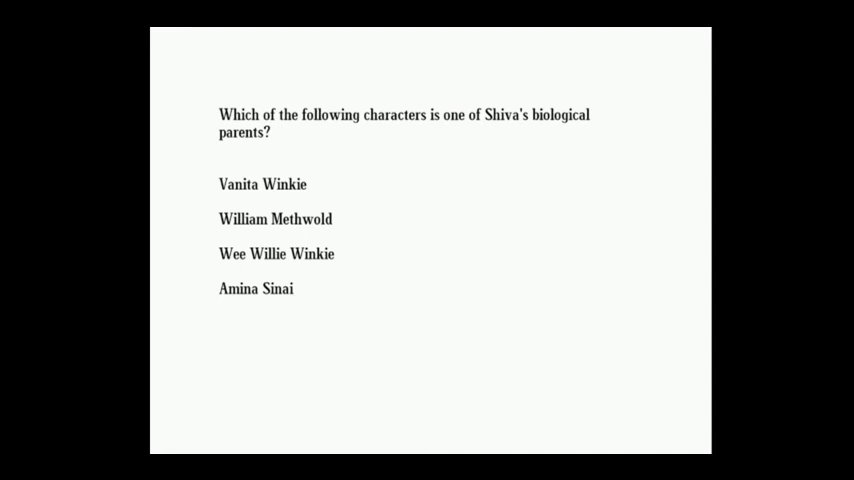 Which of the following characters is one of Shiva's biological
parents?
Vanita Winkie
William Methwold
Wee Willie Winkie
Amina Sinai